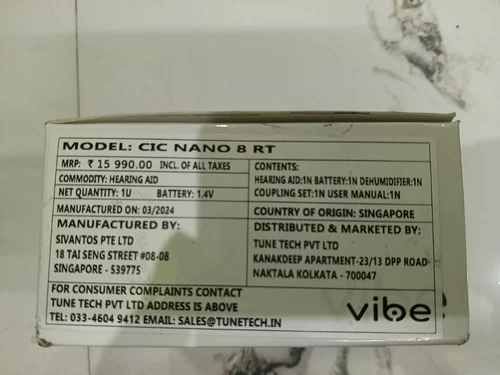 MODEL: CIC NANO 8 RT
MRP: ₹ 15 990.00 INCL. OF ALL TAXES
COMMODITY: HEARING AID
NET QUANTITY: 1U BATTERY: 1.4V
MANUFACTURED ON: 03/2024
MANUFACTURED BY:
SIVANTOS PTE LTD
18 TAI SENG STREET #08-08
SINGAPORE - 539775
CONTENTS:
HEARING AID:1N BATTERY:1N DEHUMIDIFIER:1N
COUPLING SET:1N USER MANUAL:1N
COUNTRY OF ORIGIN: SINGAPORE
DISTRIBUTED & MARKETED BY:
TUNE TECH PVT LTD
KANAKDEEP APARTMENT-23/13 DPP ROAD
NAKTALA KOLKATA - 700047
FOR CONSUMER COMPLAINTS CONTACT
TUNE TECH PVT LTD ADDRESS IS ABOVE
TEL: 033-4604 9412 EMAIL: SALES@TUNETECH.IN
vibe